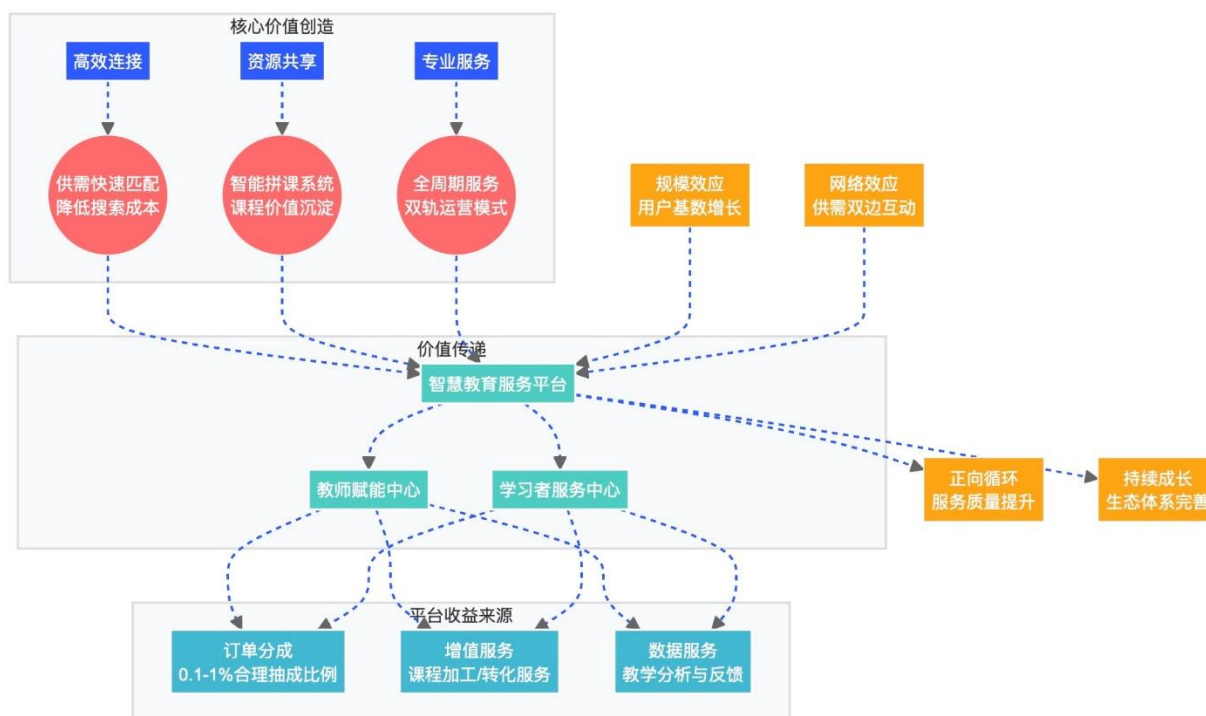 核心价值创造
高效连接
资源共享
专业服务
供需快速匹配
降低搜索成本
智能拼课系统
课程价值沉淀
全周期服务
双轨运营模式
规模效应
用户基数增长
网络效应
供需双边互动
价值传递
智慧教育服务平台
教师赋能中心
学习者服务中心
正向循环
服务质量提升
持续成长
生态体系完善
平台收益来源
订单分成
0.1-1%合理抽成比例
增值服务
课程加工/转化服务
数据服务
教学分析与反馈